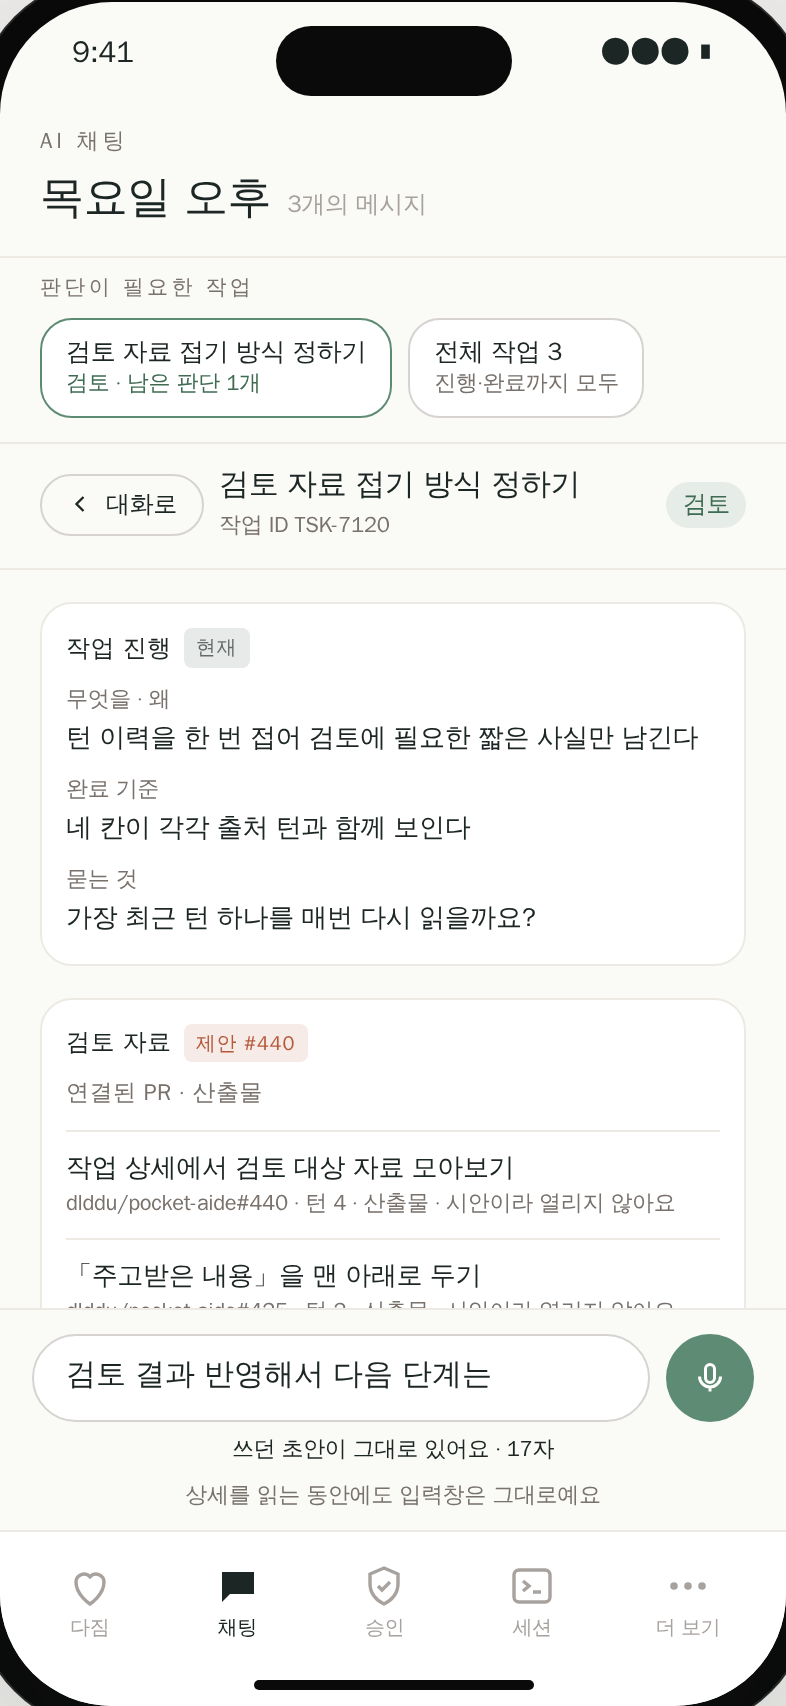 9:41
AI 채팅
목요일 오후 3개의 메시지
판단이 필요한 작업
검토 자료 접기 방식 정하기
검토 · 남은 판단 1개
전체 작업 3
진행·완료까지 모두
대화로
검토 자료 접기 방식 정하기
작업 ID TSK-7120
검토
작업 진행 현재
무엇을 · 왜
턴 이력을 한 번 접어 검토에 필요한 짧은 사실만 남긴다
완료 기준
네 칸이 각각 출처 턴과 함께 보인다
묻는 것
가장 최근 턴 하나를 매번 다시 읽을까요?
검토 자료 제안 #440
연결된 PR · 산출물
작업 상세에서 검토 대상 자료 모아보기
dlddu/pocket-aide#440 · 턴 4 · 산출물 · 시안이라 열리지 않아요
「주고받은 내용」을 맨 아래로 두기
검토 결과 반영해서 다음 단계는
쓰던 초안이 그대로 있어요 · 17자
상세를 읽는 동안에도 입력창은 그대로예요
다짐
채팅
승인
세션
더 보기